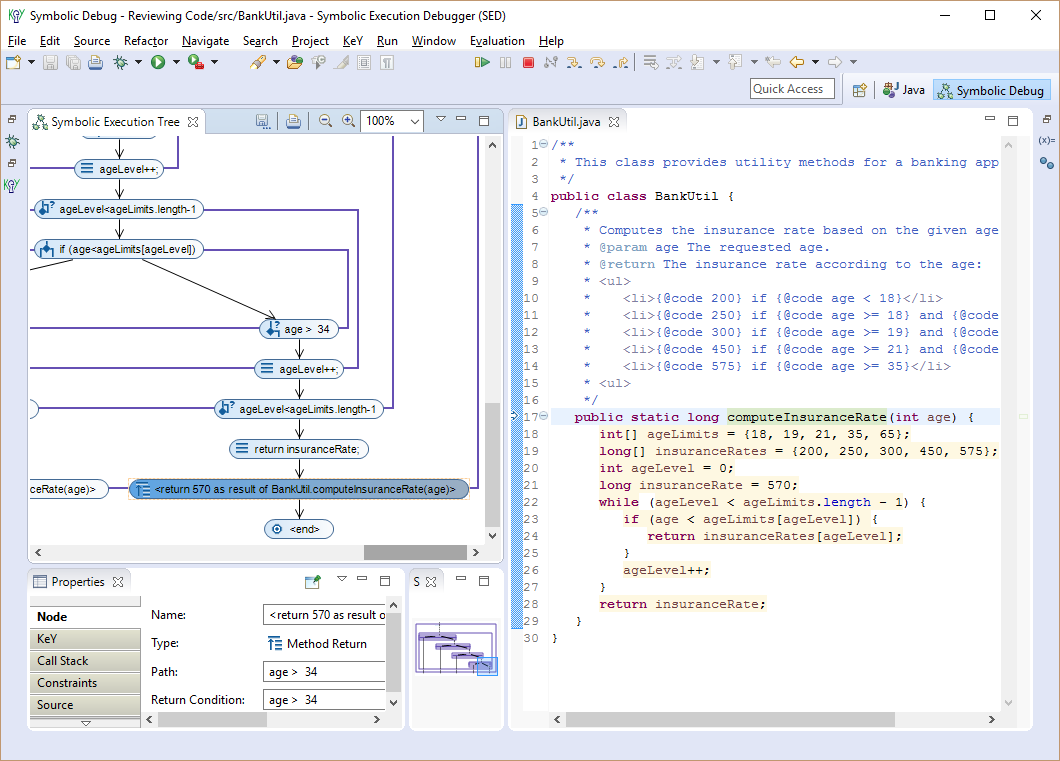 Symbolic Debug - Reviewing Code/src/BankUtil.java - Symbolic Execution Debugger (SED)
File Edit Source Refactor Navigate Search Project KeY Run Window Evaluation Help
Quick Access
Java
Symbolic Debug
Symbolic Execution Tree
100%
ageLevel++;
ageLevel<ageLimits.length-1
if (age<ageLimits[ageLevel])
age > 34
ageLevel++;
ageLevel<ageLimits.length-1
return insuranceRate;
ceRate(age)>
<return 570 as result of BankUtil.computeInsuranceRate(age)>
<end>
Properties
Node
KeY
Call Stack
Constraints
Source
Name: <return 570 as result o
Type: Method Return
Path: age > 34
Return Condition: age > 34
S
BankUtil.java
1 /**
2 * This class provides utility methods for a banking app
3 */
4 public class BankUtil {
5 /**
6 * Computes the insurance rate based on the given age
7 * @param age The requested age.
8 * @return The insurance rate according to the age:
9 * <ul>
10 * <li>{@code 200} if {@code age < 18}</li>
11 * <li>{@code 250} if {@code age >= 18} and {@code
12 * <li>{@code 300} if {@code age >= 19} and {@code
13 * <li>{@code 450} if {@code age >= 21} and {@code
14 * <li>{@code 575} if {@code age >= 35}</li>
15 * <ul>
16 */
17 public static long computeInsuranceRate(int age) {
18 int[] ageLimits = {18, 19, 21, 35, 65};
19 long[] insuranceRates = {200, 250, 300, 450, 575};
20 int ageLevel = 0;
21 long insuranceRate = 570;
22 while (ageLevel < ageLimits.length - 1) {
23 if (age < ageLimits[ageLevel]) {
24 return insuranceRates[ageLevel];
25 }
26 ageLevel++;
27 }
28 return insuranceRate;
29 }
30 }
(x)=